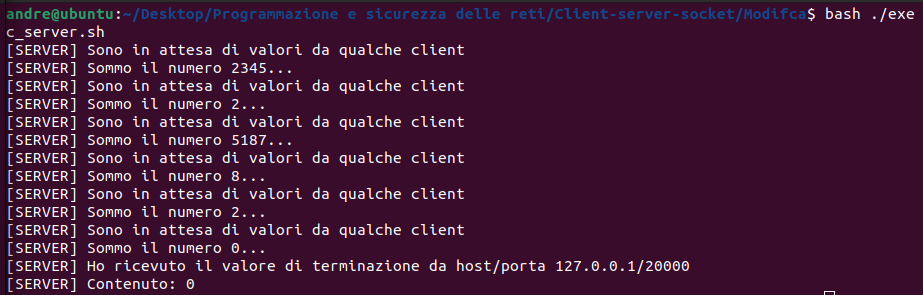 andre@ubuntu:~/Desktop/Programmazione e sicurezza delle reti/Client-server-socket/Modifca$ bash ./exe
c_server.sh
[SERVER] Sono in attesa di valori da qualche client
[SERVER] Sommo il numero 2345...
[SERVER] Sono in attesa di valori da qualche client
[SERVER] Sommo il numero 2...
[SERVER] Sono in attesa di valori da qualche client
[SERVER] Sommo il numero 5187...
[SERVER] Sono in attesa di valori da qualche client
[SERVER] Sommo il numero 8...
[SERVER] Sono in attesa di valori da qualche client
[SERVER] Sommo il numero 2...
[SERVER] Sono in attesa di valori da qualche client
[SERVER] Sommo il numero 0...
[SERVER] Ho ricevuto il valore di terminazione da host/porta 127.0.0.1/20000
[SERVER] Contenuto: 0